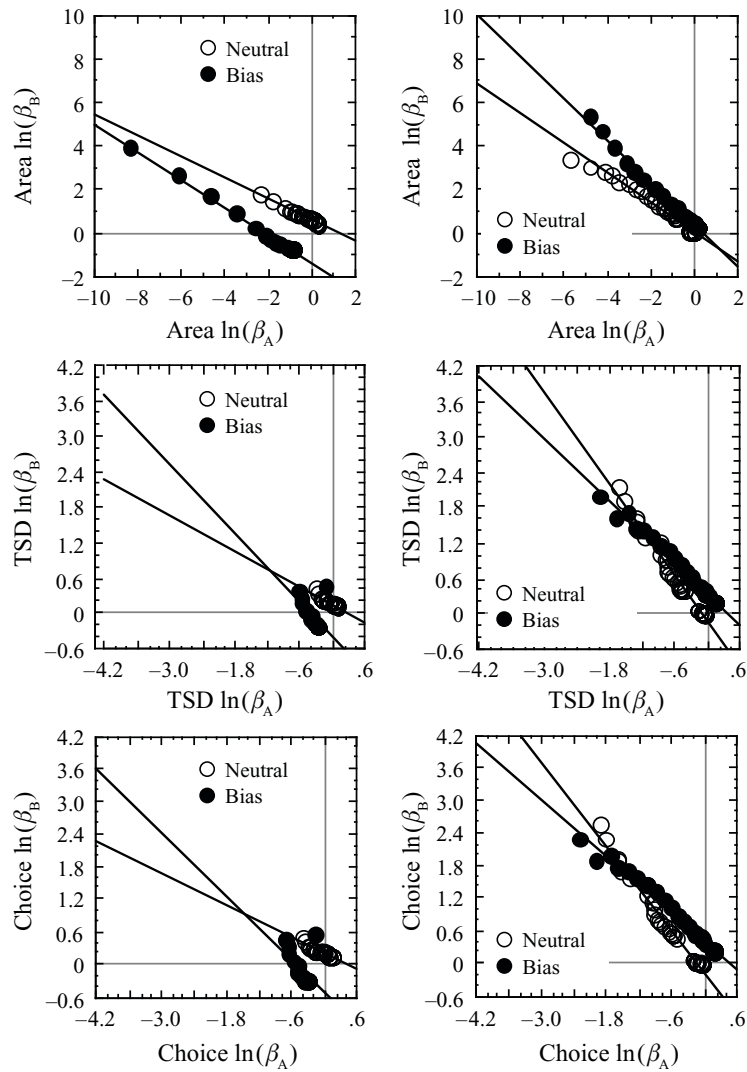 10
8
6
4
2
0
−2
Area ln(βB)
Neutral
Bias
−10 −8 −6 −4 −2 0 2
Area ln(βA)
10
8
6
4
2
0
−2
Area ln(βB)
Neutral
Bias
−10 −8 −6 −4 −2 0 2
Area ln(βA)
4.2
3.6
3.0
2.4
1.8
1.2
0.6
0
−0.6
TSD ln(βB)
Neutral
Bias
−4.2 −3.0 −1.8 −.6 .6
TSD ln(βA)
4.2
3.6
3.0
2.4
1.8
1.2
0.6
0
−0.6
TSD ln(βB)
Neutral
Bias
−4.2 −3.0 −1.8 −.6 .6
TSD ln(βA)
4.2
3.6
3.0
2.4
1.8
1.2
0.6
0
−0.6
Choice ln(βB)
Neutral
Bias
−4.2 −3.0 −1.8 −.6 .6
Choice ln(βA)
4.2
3.6
3.0
2.4
1.8
1.2
0.6
0
−0.6
Choice ln(βB)
Neutral
Bias
−4.2 −3.0 −1.8 −.6 .6
Choice ln(βA)